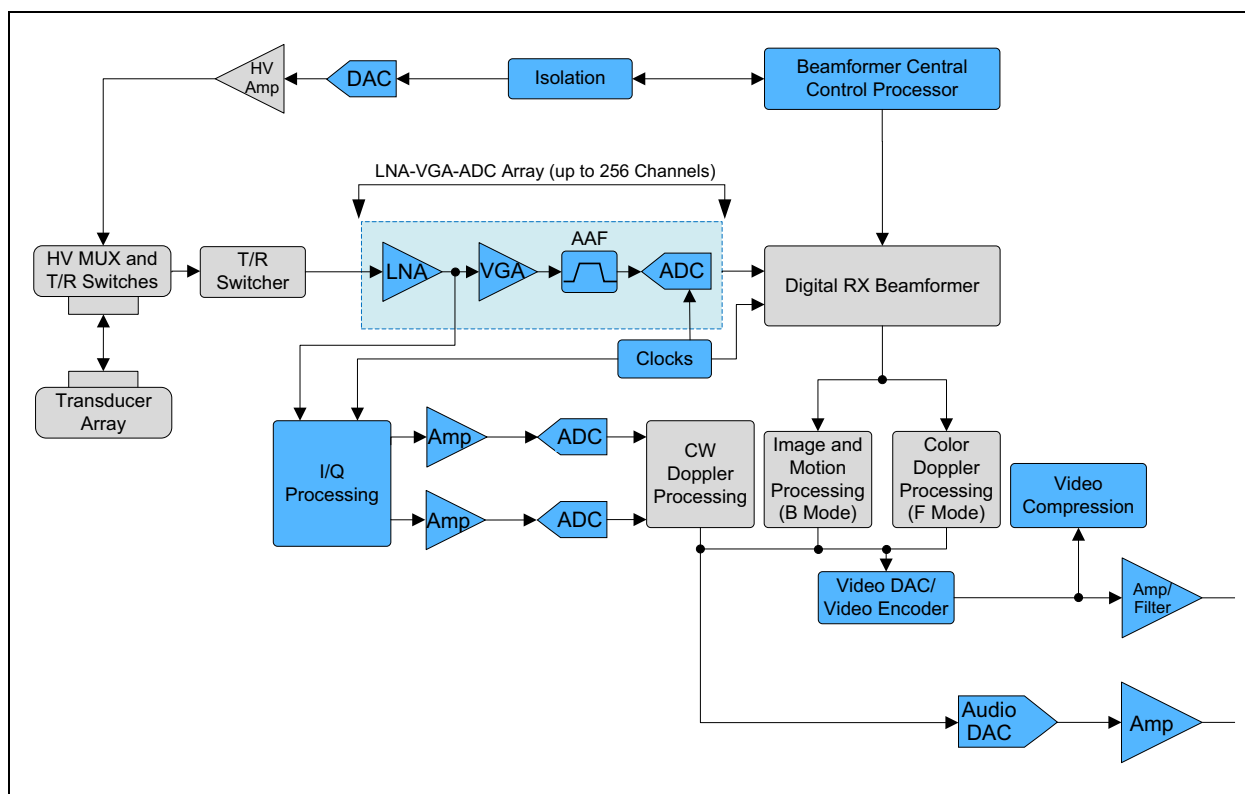 HV
Amp
DAC
Isolation
Beamformer Central
Control Processor
LNA-VGA-ADC Array (up to 256 Channels)
HV MUX and
T/R Switches
T/R
Switcher
LNA
VGA
AAF
ADC
Digital RX Beamformer
Clocks
Transducer
Array
I/Q
Processing
Amp
ADC
Amp
ADC
CW
Doppler
Processing
Image and
Motion
Processing
(B Mode)
Color
Doppler
Processing
(F Mode)
Video
Compression
Video DAC/
Video Encoder
Amp/
Filter
Audio
DAC
Amp